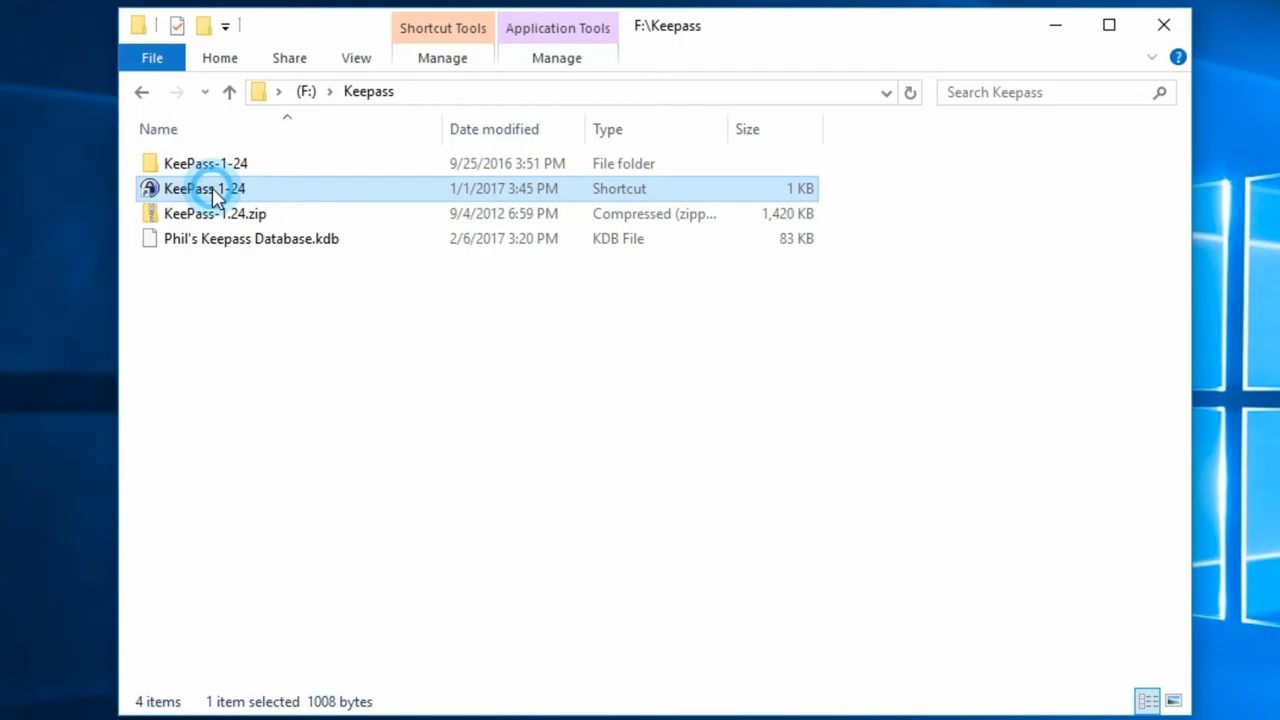 Shortcut Tools Application Tools F:\Keepass
File Home Share View Manage Manage
(F:) Keepass Search Keepass
Name Date modified Type Size
KeePass-1-24 9/25/2016 3:51 PM File folder
KeePass 1-24 1/1/2017 3:45 PM Shortcut 1 KB
KeePass-1.24.zip 9/4/2012 6:59 PM Compressed (zipp... 1,420 KB
Phil's Keepass Database.kdb 2/6/2017 3:20 PM KDB File 83 KB
4 items 1 item selected 1008 bytes